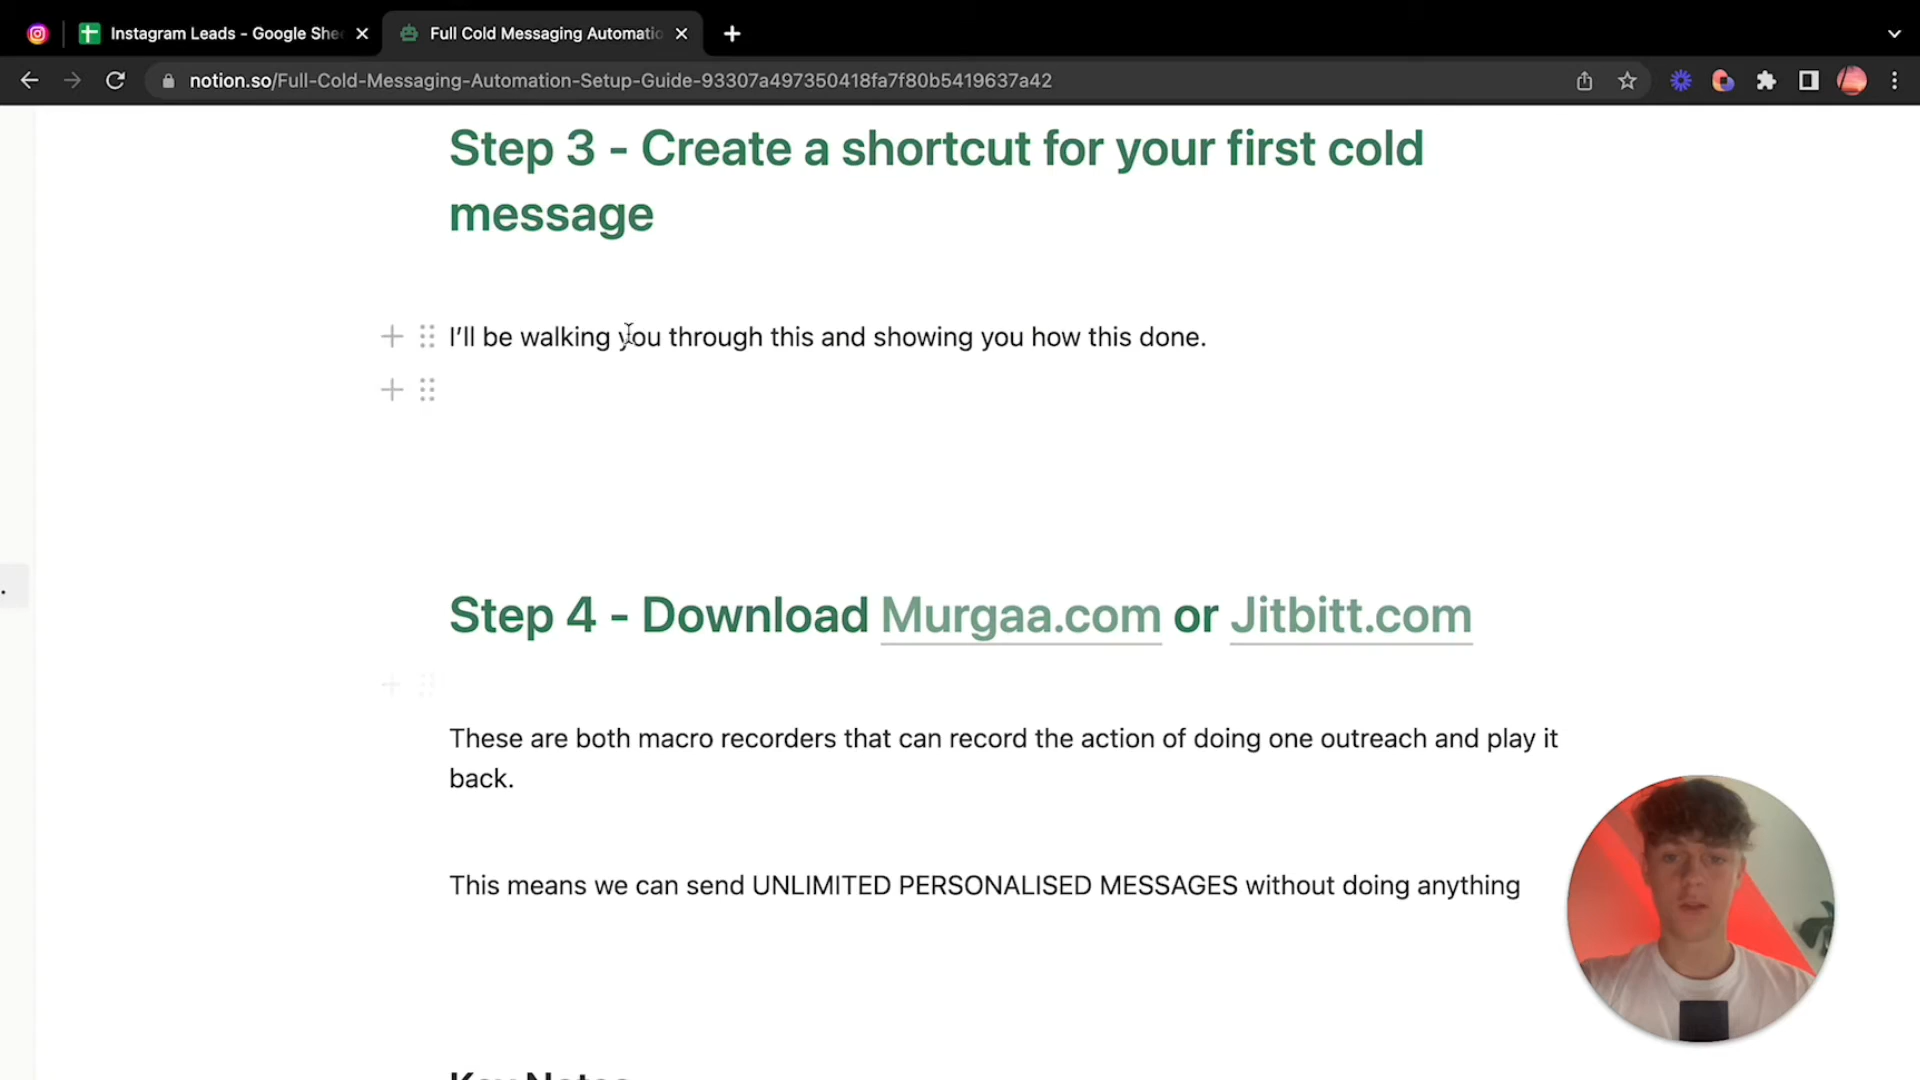 Instagram Leads - Google She
Full Cold Messaging Automatio
notion.so/Full-Cold-Messaging-Automation-Setup-Guide-93307a497350418fa7f80b5419637a42
Step 3 - Create a shortcut for your first cold
message
I’ll be walking you through this and showing you how this done.
Step 4 - Download Murgaa.com or Jitbitt.com
These are both macro recorders that can record the action of doing one outreach and play it
back.
This means we can send UNLIMITED PERSONALISED MESSAGES without doing anything
Key Notes